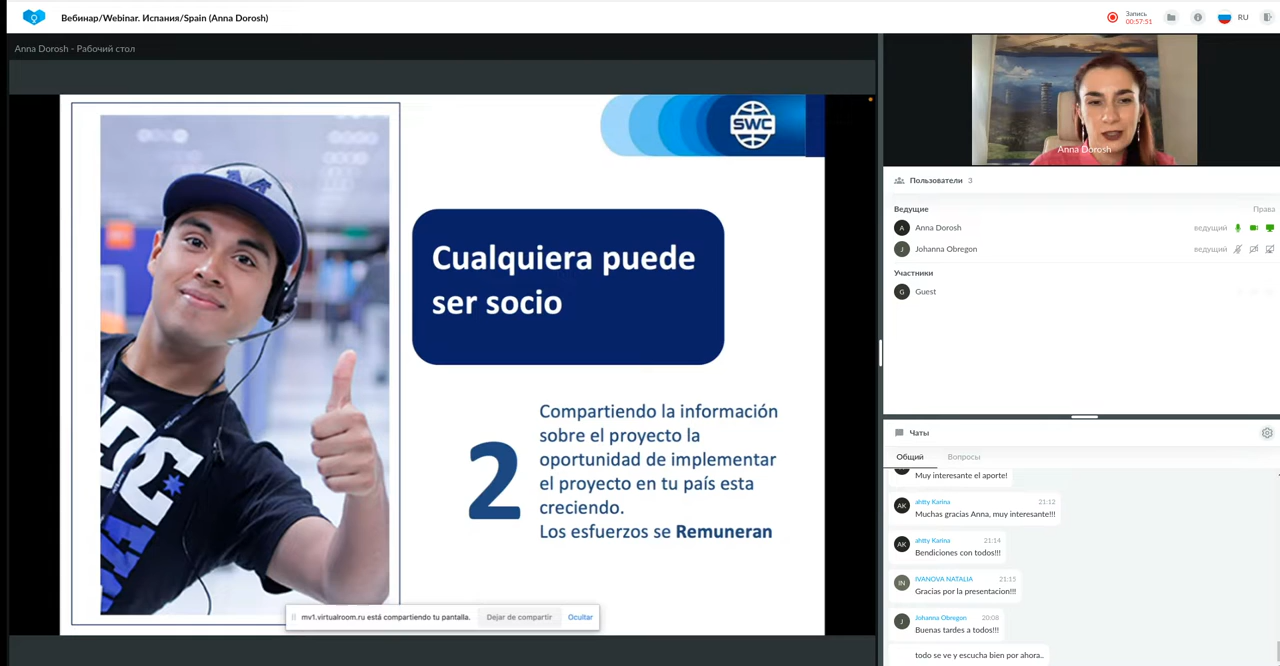 Вебинар/Webinar. Испания/Spain (Anna Dorosh)
Запись
00:57:51
RU
Anna Dorosh - Рабочий стол
SWC
Cualquiera puede
ser socio
2
Compartiendo la información
sobre el proyecto la
oportunidad de implementar
el proyecto en tu país esta
creciendo.
Los esfuerzos se Remuneran
mv1.virtualroom.ru está compartiendo tu pantalla.
Dejar de compartir
Ocultar
Anna Dorosh
Пользователи 3
Ведущие
Права
A Anna Dorosh ведущий
J Johanna Obregon ведущий
Участники
G Guest
Чаты
Общий
Вопросы
Muy interesante el aporte!
AK ahtty Karina 21:12
Muchas gracias Anna, muy interesante!!!
AK ahtty Karina 21:14
Bendiciones con todos!!!
IN IVANOVA NATALIA 21:15
Gracias por la presentacion!!!
J Johanna Obregon 20:08
Buenas tardes a todos!!!
todo se ve y escucha bien por ahora..